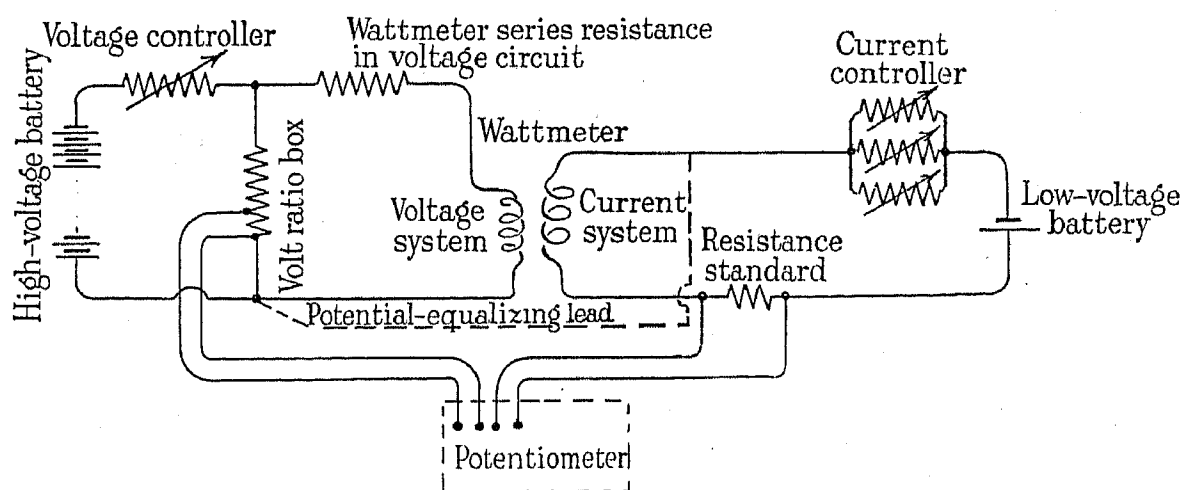 Voltage controller
Wattmeter series resistance
in voltage circuit
Current
controller
High-voltage battery
Volt ratio box
Wattmeter
Voltage
system
Current
system
Resistance
standard
Low-voltage
battery
Potential-equalizing lead
Potentiometer